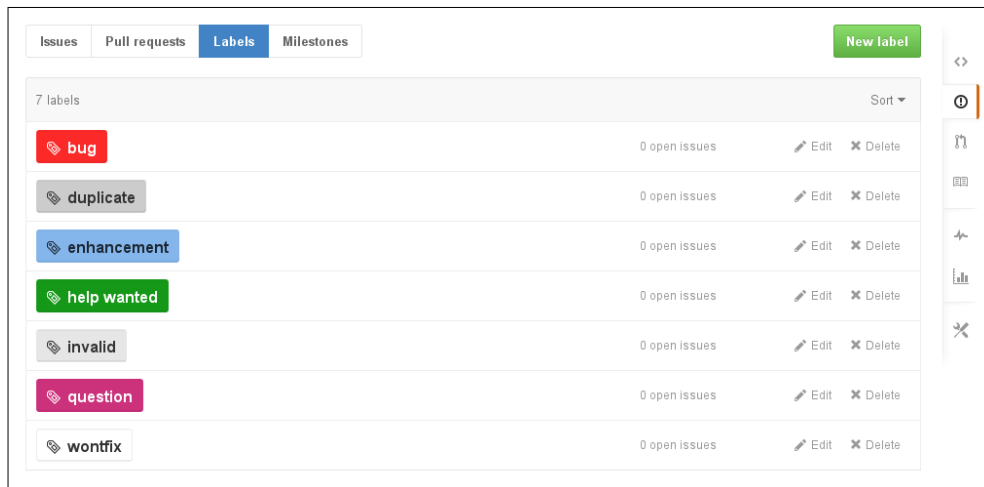 Issues Pull requests Labels Milestones New label
7 labels Sort
bug 0 open issues Edit Delete
duplicate 0 open issues Edit Delete
enhancement 0 open issues Edit Delete
help wanted 0 open issues Edit Delete
invalid 0 open issues Edit Delete
question 0 open issues Edit Delete
wontfix 0 open issues Edit Delete